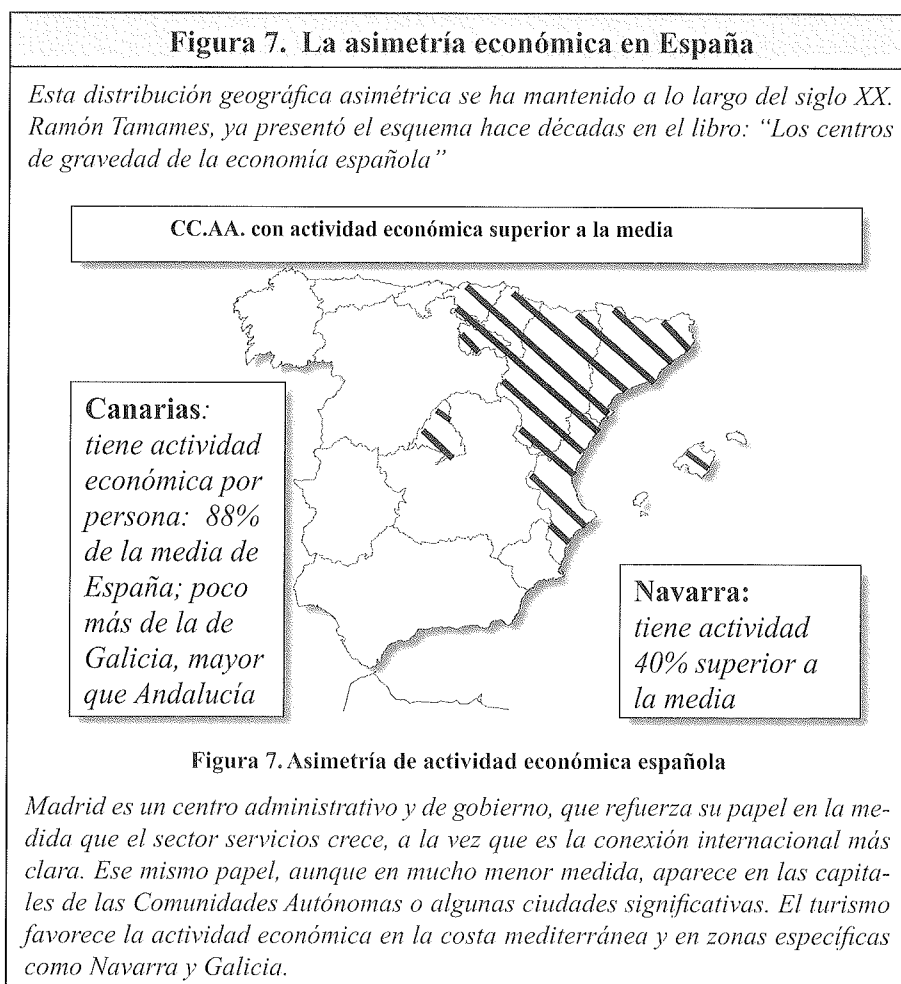 Figura 7. La asimetría económica en España
Esta distribución geográfica asimétrica se ha mantenido a lo largo del siglo XX.
Ramón Tamames, ya presentó el esquema hace décadas en el libro: “Los centros
de gravedad de la economía española”
CC.AA. con actividad económica superior a la media
Canarias:
tiene actividad
económica por
persona: 88%
de la media de
España; poco
más de la de
Galicia, mayor
que Andalucía
Navarra:
tiene actividad
40% superior a
la media
Figura 7. Asimetría de actividad económica española
Madrid es un centro administrativo y de gobierno, que refuerza su papel en la me-
dida que el sector servicios crece, a la vez que es la conexión internacional más
clara. Ese mismo papel, aunque en mucho menor medida, aparece en las capita-
les de las Comunidades Autónomas o algunas ciudades significativas. El turismo
favorece la actividad económica en la costa mediterránea y en zonas específicas
como Navarra y Galicia.